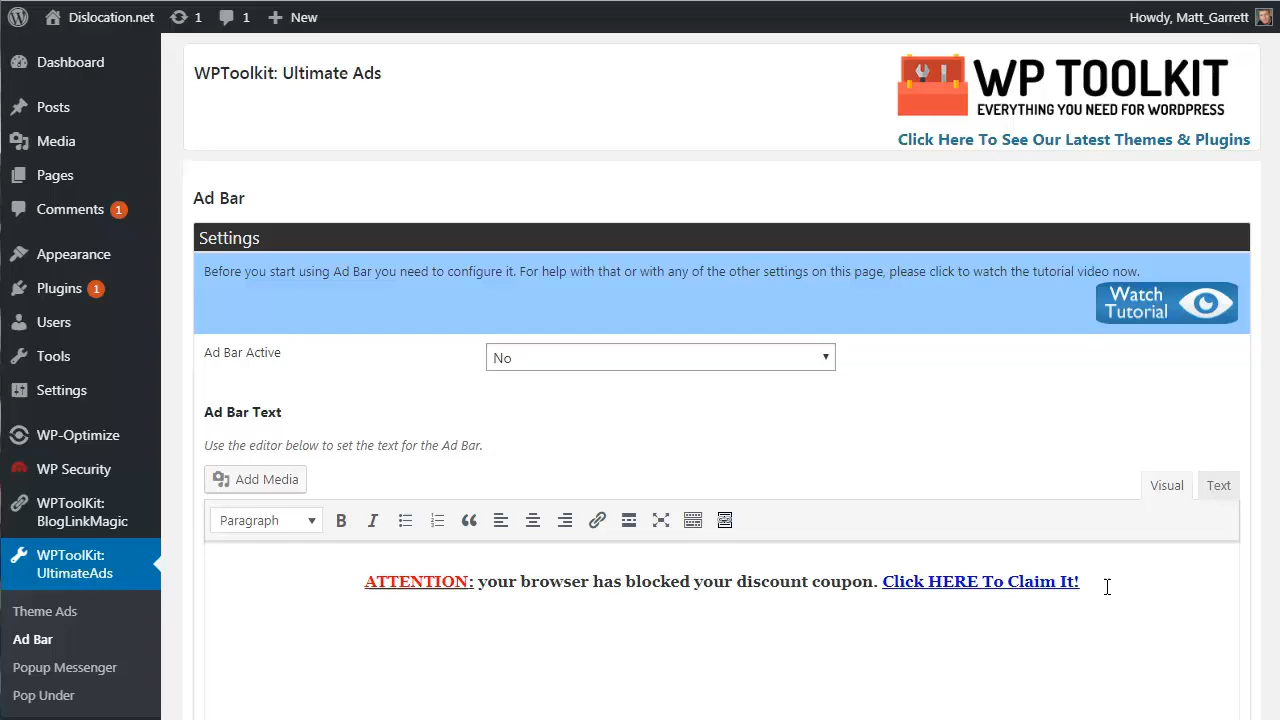 Dislocation.net 1 1 New Howdy, Matt_Garrett
Dashboard
Posts
Media
Pages
Comments 1
Appearance
Plugins 1
Users
Tools
Settings
WP-Optimize
WP Security
WPToolKit:
BlogLinkMagic
WPToolKit:
UltimateAds
Theme Ads
Ad Bar
Popup Messenger
Pop Under
WPToolkit: Ultimate Ads
WP TOOLKIT
EVERYTHING YOU NEED FOR WORDPRESS
Click Here To See Our Latest Themes & Plugins
Ad Bar
Settings
Before you start using Ad Bar you need to configure it. For help with that or with any of the other settings on this page, please click to watch the tutorial video now.
Watch
Tutorial
Ad Bar Active No
Ad Bar Text
Use the editor below to set the text for the Ad Bar.
Add Media Visual Text
Paragraph
ATTENTION: your browser has blocked your discount coupon. Click HERE To Claim It!